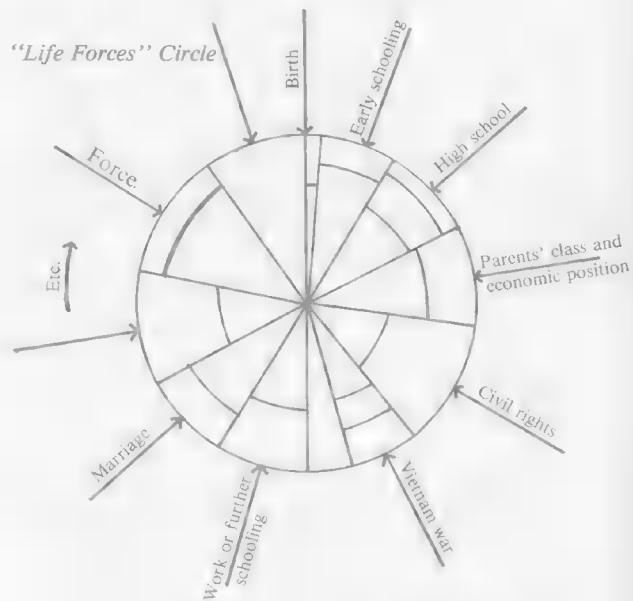 "Life Forces" Circle
Birth
Early schooling
High school
Parents' class and
economic position
Civil rights
Vietnam war
Work or further
schooling
Marriage
Etc.
Force.